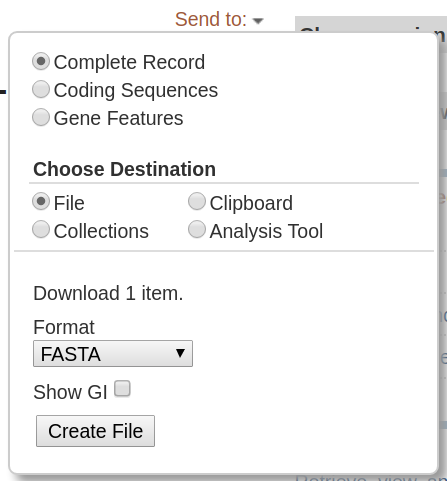 Send to:
Complete Record
Coding Sequences
Gene Features
Choose Destination
File
Clipboard
Collections
Analysis Tool
Download 1 item.
Format
FASTA
Show GI
Create File